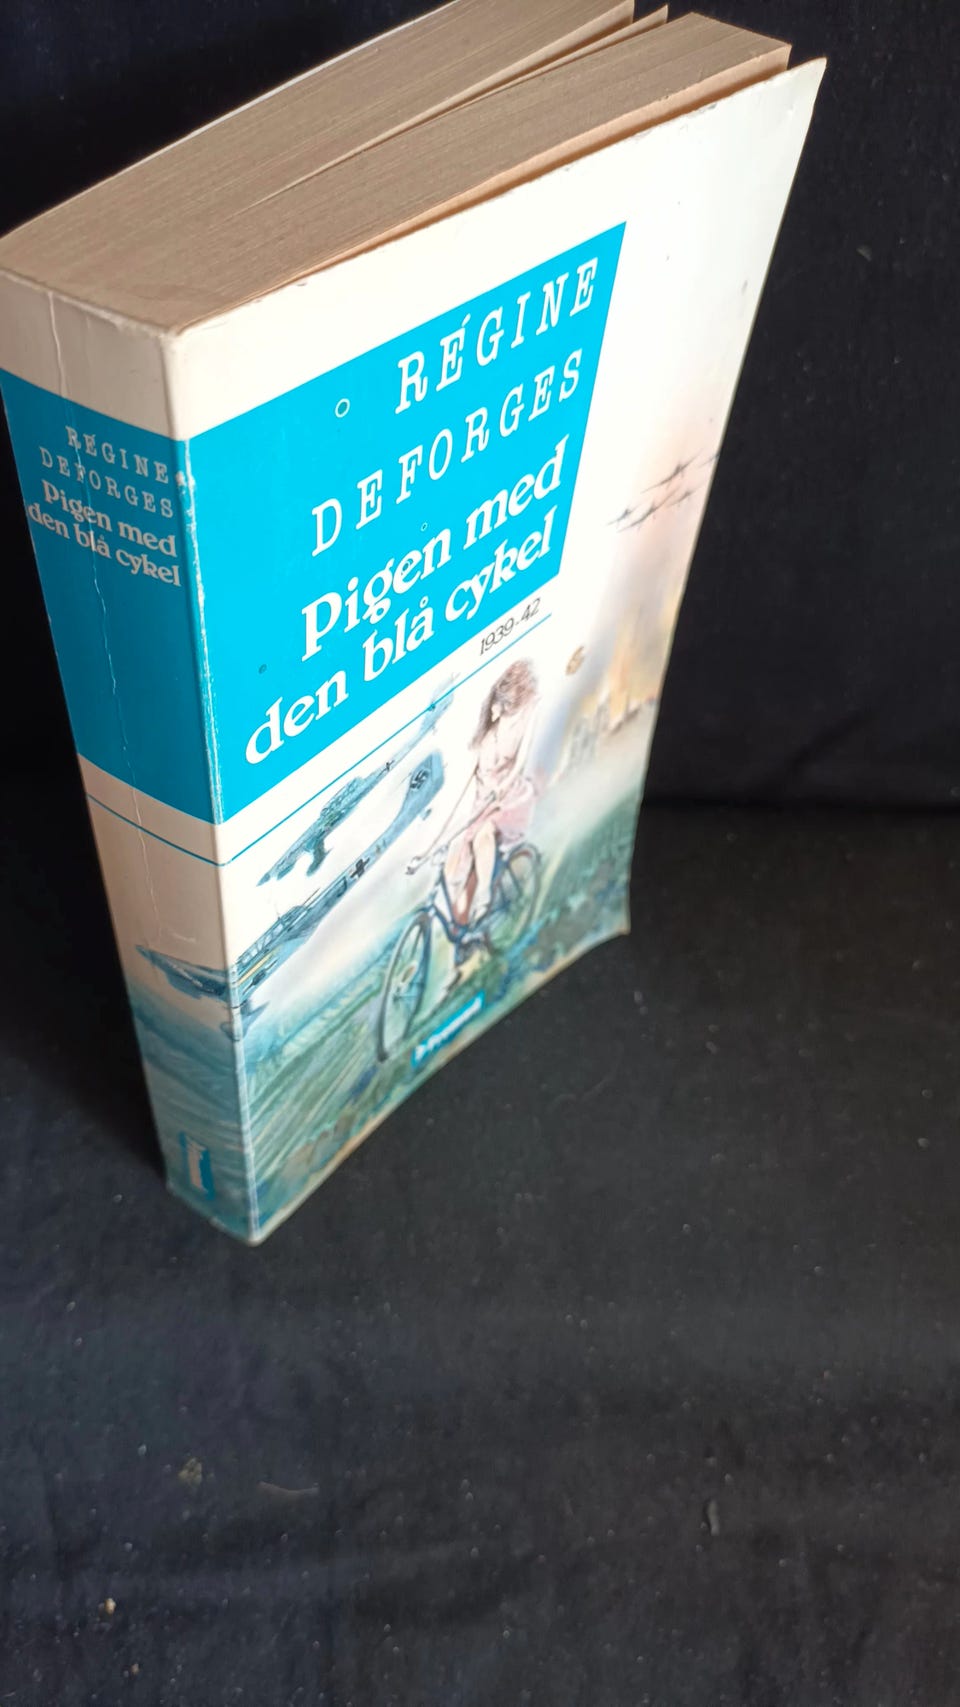 RÉGINE
DEFORGES
Pigen med
den blå cykel
RÉGINE
DEFORGES
Pigen med
den blå cykel
1939-42